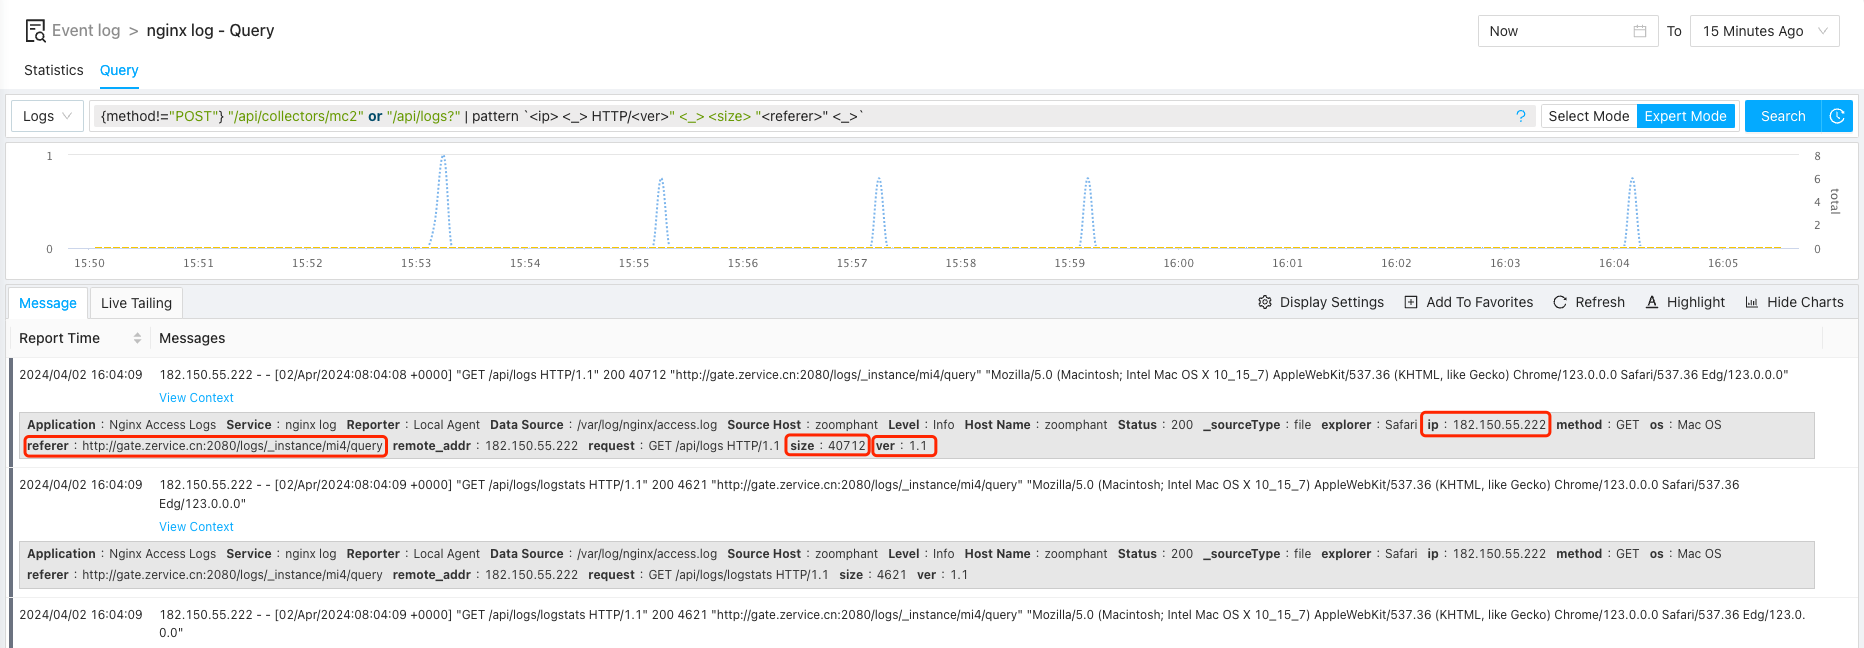 Event log > nginx log - Query
Now To 15 Minutes Ago
Statistics Query
Logs {method!="POST"} "/api/collectors/mc2" or "/api/logs?" | pattern `<ip> <_> HTTP/<ver>" <_> <size> "<referer>" <_>` ? Select Mode Expert Mode Search
1 8
6
4
2
0 0
total
15:50 15:51 15:52 15:53 15:54 15:55 15:56 15:57 15:58 15:59 16:00 16:01 16:02 16:03 16:04 16:05
Message Live Tailing Display Settings Add To Favorites Refresh A Highlight Hide Charts
Report Time Messages
2024/04/02 16:04:09 182.150.55.222 - - [02/Apr/2024:08:04:08 +0000] "GET /api/logs HTTP/1.1" 200 40712 "http://gate.zervice.cn:2080/logs/_instance/mi4/query" "Mozilla/5.0 (Macintosh; Intel Mac OS X 10_15_7) AppleWebKit/537.36 (KHTML, like Gecko) Chrome/123.0.0.0 Safari/537.36 Edg/123.0.0.0"
View Context
Application : Nginx Access Logs Service : nginx log Reporter : Local Agent Data Source : /var/log/nginx/access.log Source Host : zoomphant Level : Info Host Name : zoomphant Status : 200 _sourceType : file explorer : Safari ip : 182.150.55.222 method : GET os : Mac OS
referer : http://gate.zervice.cn:2080/logs/_instance/mi4/query remote_addr : 182.150.55.222 request : GET /api/logs HTTP/1.1 size : 40712 ver : 1.1
2024/04/02 16:04:09 182.150.55.222 - - [02/Apr/2024:08:04:09 +0000] "GET /api/logs/logstats HTTP/1.1" 200 4621 "http://gate.zervice.cn:2080/logs/_instance/mi4/query" "Mozilla/5.0 (Macintosh; Intel Mac OS X 10_15_7) AppleWebKit/537.36 (KHTML, like Gecko) Chrome/123.0.0.0 Safari/537.36
Edg/123.0.0.0"
View Context
Application : Nginx Access Logs Service : nginx log Reporter : Local Agent Data Source : /var/log/nginx/access.log Source Host : zoomphant Level : Info Host Name : zoomphant Status : 200 _sourceType : file explorer : Safari ip : 182.150.55.222 method : GET os : Mac OS
referer : http://gate.zervice.cn:2080/logs/_instance/mi4/query remote_addr : 182.150.55.222 request : GET /api/logs/logstats HTTP/1.1 size : 4621 ver : 1.1
2024/04/02 16:04:09 182.150.55.222 - - [02/Apr/2024:08:04:09 +0000] "GET /api/logs/logstats HTTP/1.1" 200 4621 "http://gate.zervice.cn:2080/logs/_instance/mi4/query" "Mozilla/5.0 (Macintosh; Intel Mac OS X 10_15_7) AppleWebKit/537.36 (KHTML, like Gecko) Chrome/123.0.0.0 Safari/537.36 Edg/123.0.
0.0"